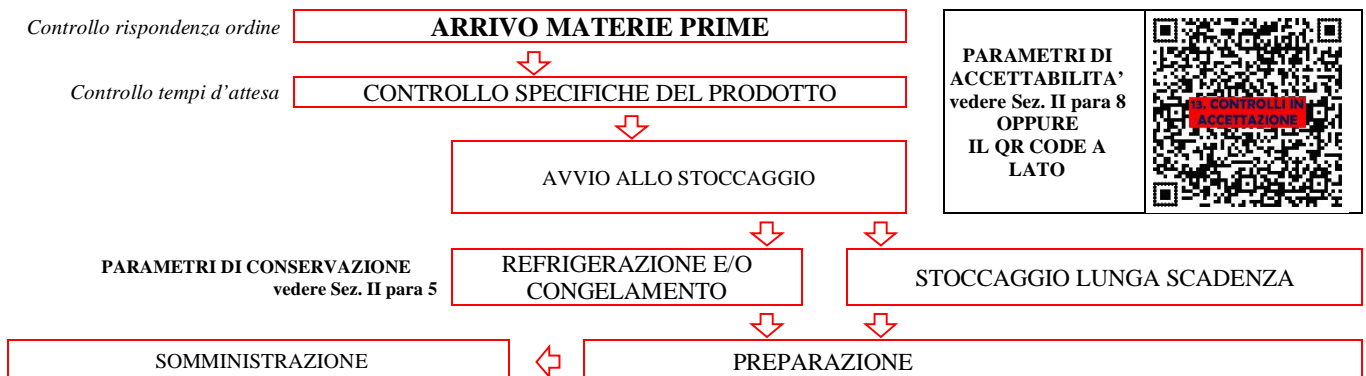 Controllo rispondenza ordine
ARRIVO MATERIE PRIME
Controllo tempi d'attesa
CONTROLLO SPECIFICHE DEL PRODOTTO
AVVIO ALLO STOCCAGGIO
PARAMETRI DI
ACCETTABILITA'
vedere Sez. II para 8
OPPURE
IL QR CODE A
LATO
13. CONTROLLI IN
ACCETTAZIONE
PARAMETRI DI CONSERVAZIONE
vedere Sez. II para 5
REFRIGERAZIONE E/O
CONGELAMENTO
STOCCAGGIO LUNGA SCADENZA
SOMMINISTRAZIONE
PREPARAZIONE